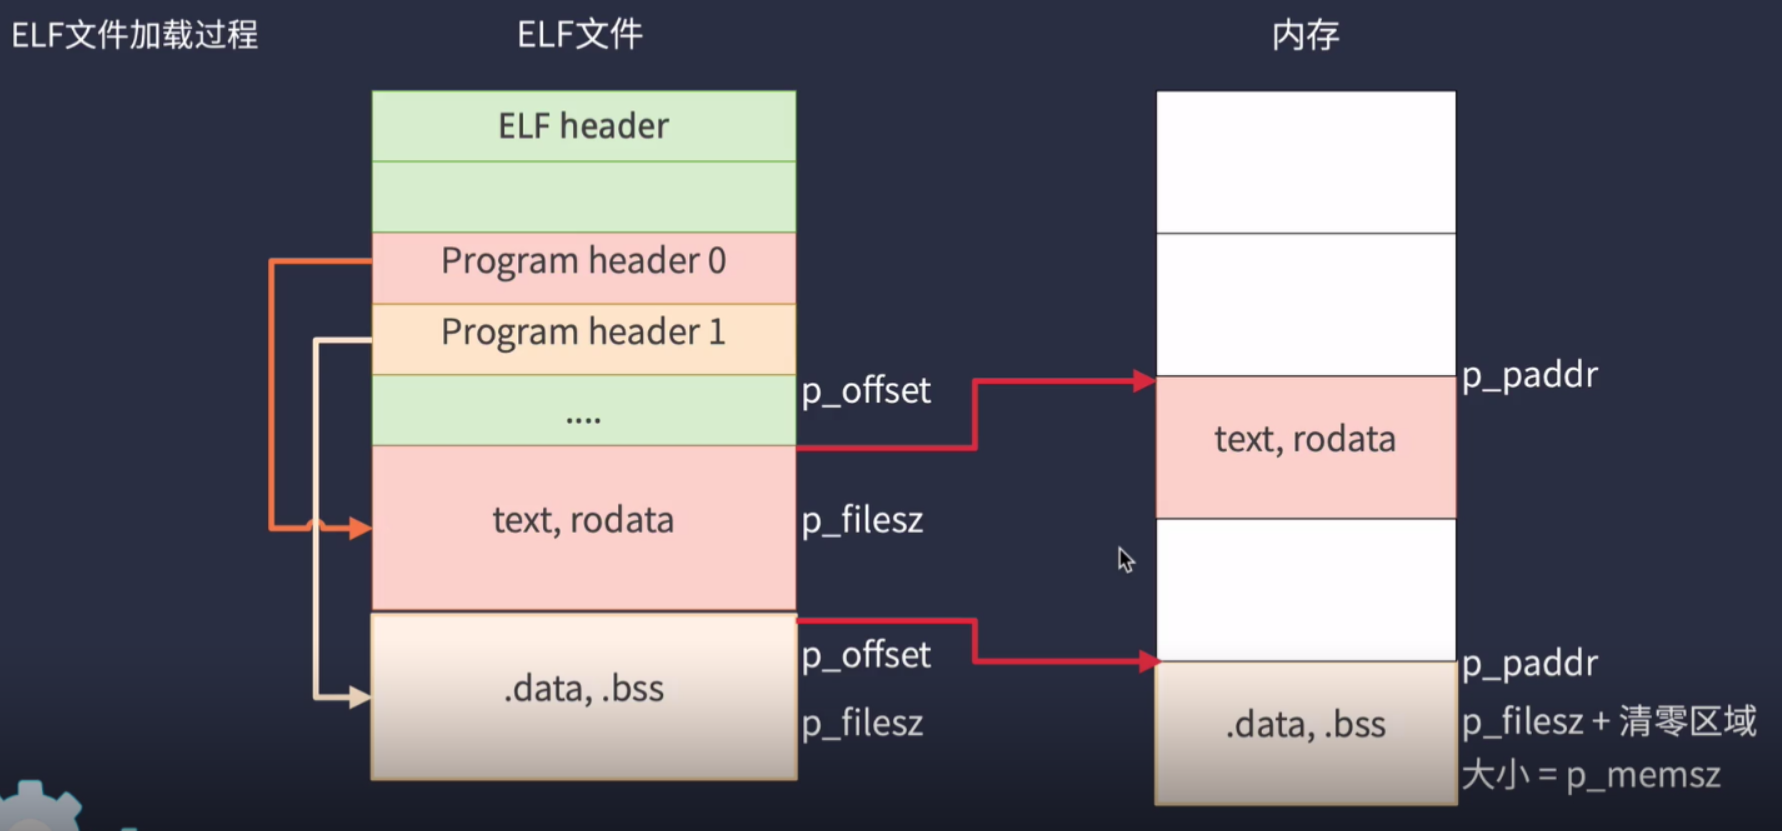 ELF文件加载过程
ELF文件
内存
ELF header
Program header 0
Program header 1
....
p_offset
p_paddr
text, rodata
text, rodata
p_filesz
p_offset
p_paddr
.data, .bss
p_filesz
.data, .bss
p_filesz + 清零区域
大小 = p_memsz